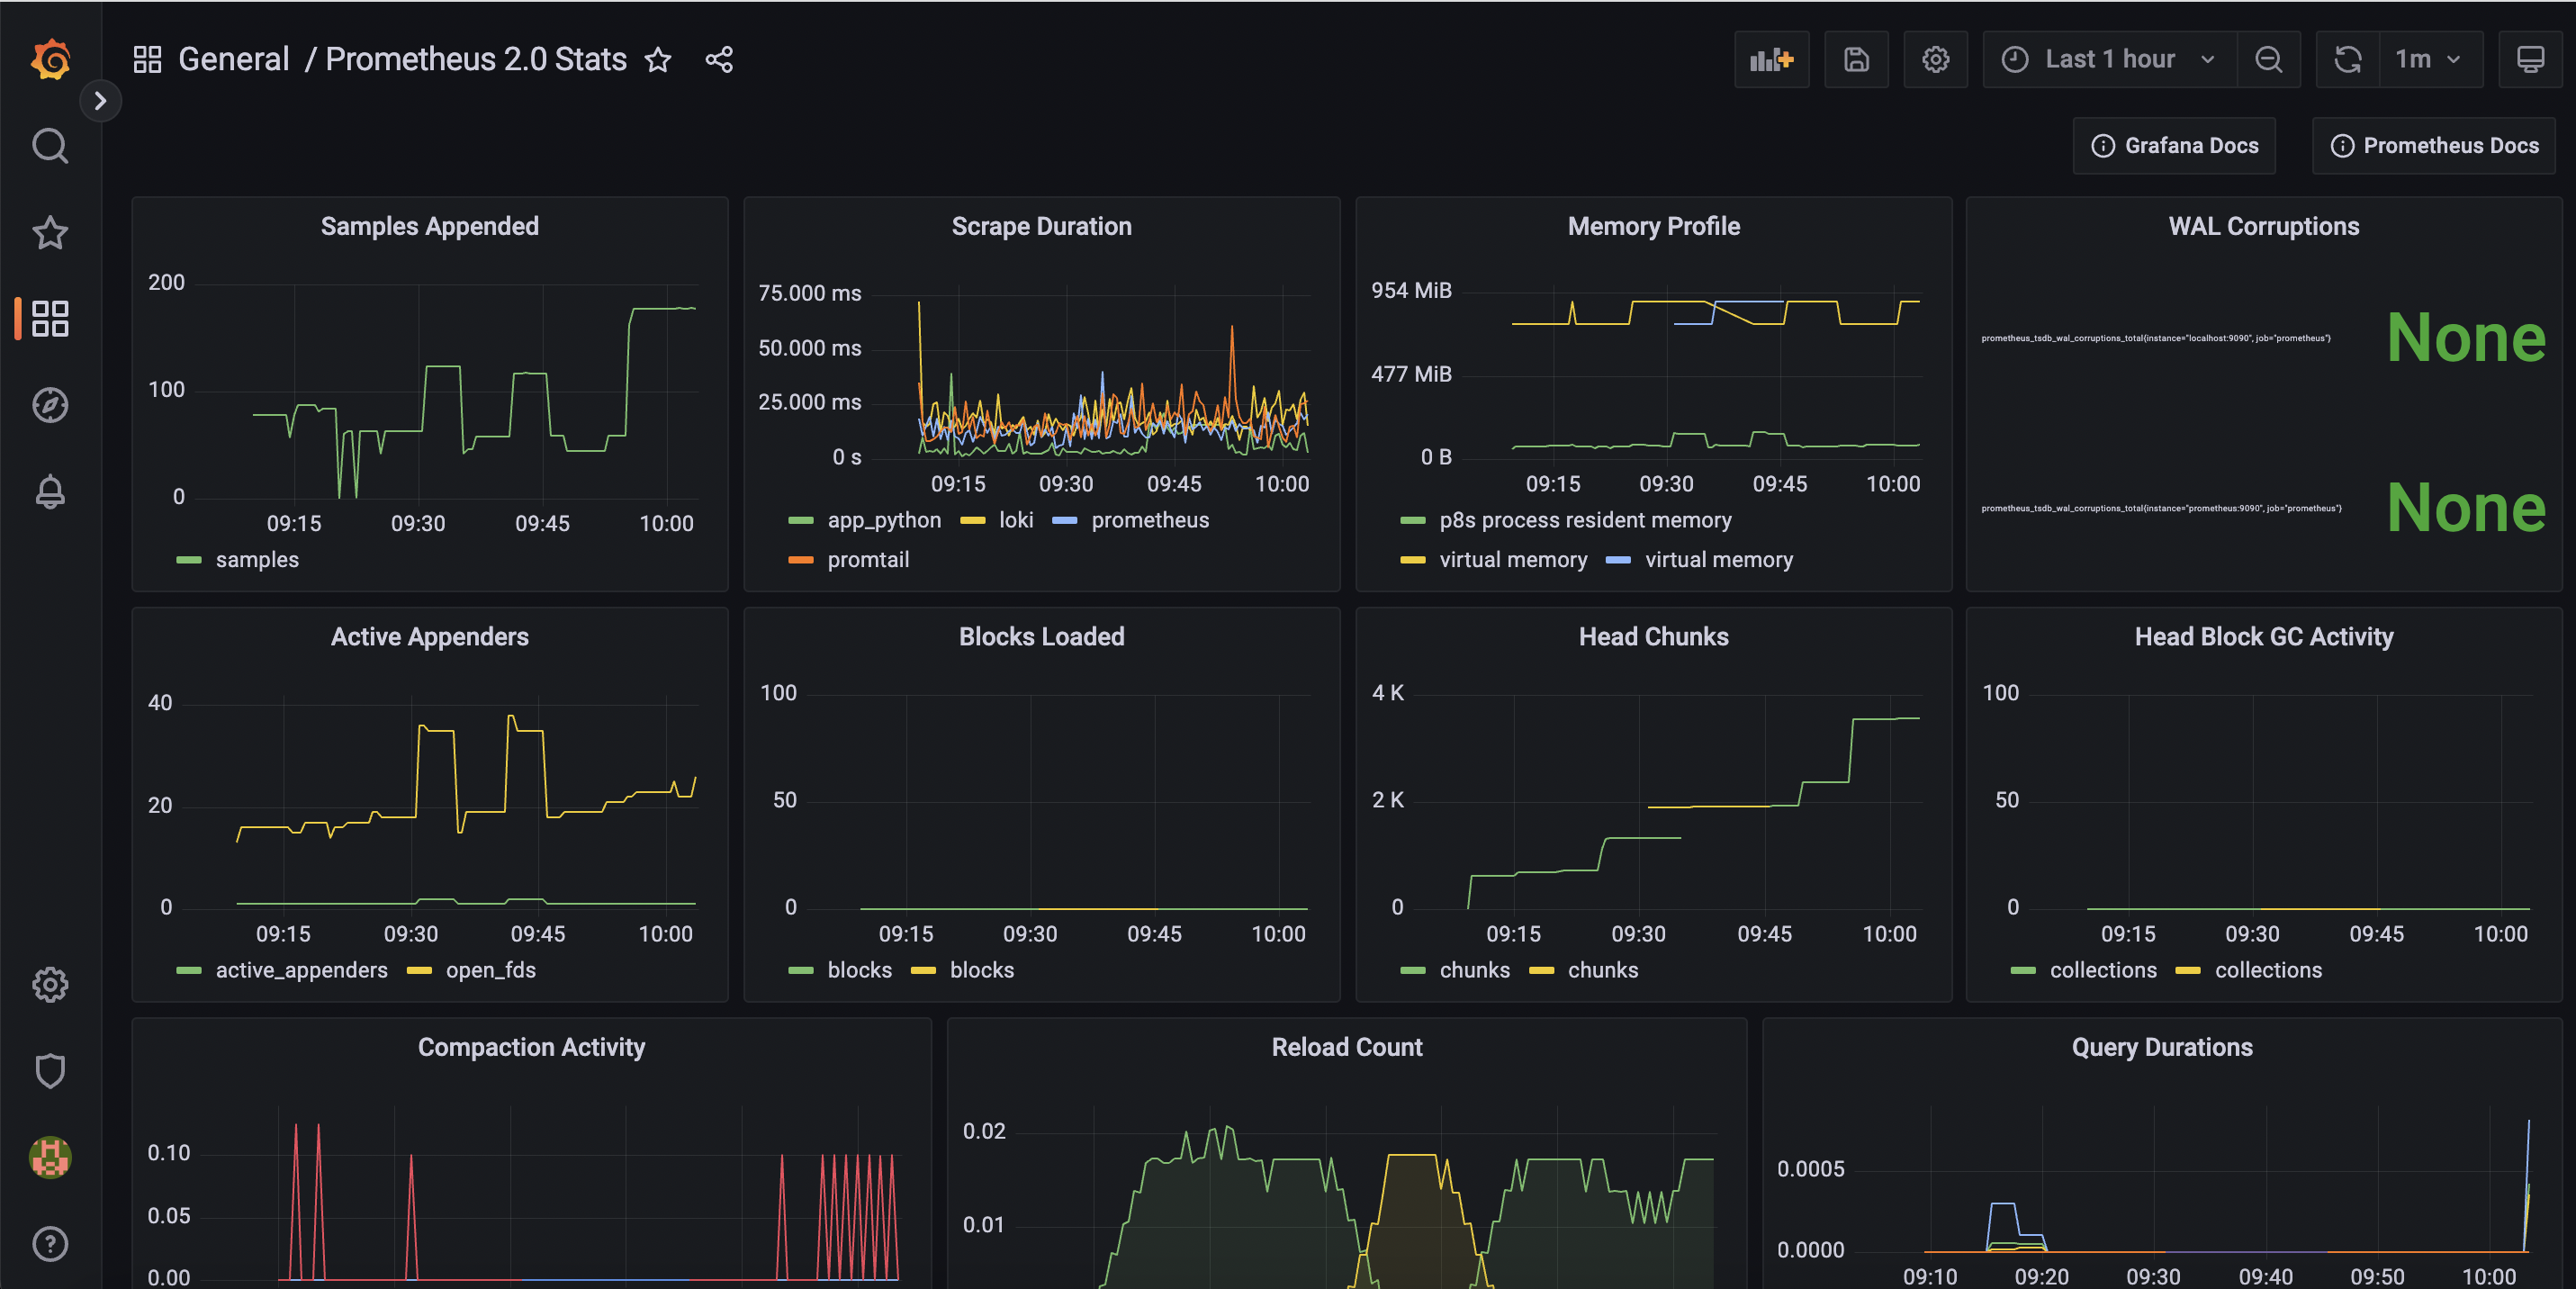 General / Prometheus 2.0 Stats
Last 1 hour
1m
Grafana Docs
Prometheus Docs
Samples Appended
200
100
0
09:15 09:30 09:45 10:00
samples
Scrape Duration
75.000 ms
50.000 ms
25.000 ms
0 s
09:15 09:30 09:45 10:00
app_python loki prometheus
promtail
Memory Profile
954 MiB
477 MiB
0 B
09:15 09:30 09:45 10:00
p8s process resident memory
virtual memory virtual memory
WAL Corruptions
prometheus_tsdb_wal_corruptions_total{instance="localhost:9090", job="prometheus"}
None
prometheus_tsdb_wal_corruptions_total{instance="prometheus:9090", job="prometheus"}
None
Active Appenders
40
20
0
09:15 09:30 09:45 10:00
active_appenders open_fds
Blocks Loaded
100
50
0
09:15 09:30 09:45 10:00
blocks blocks
Head Chunks
4 K
2 K
0
09:15 09:30 09:45 10:00
chunks chunks
Head Block GC Activity
100
50
0
09:15 09:30 09:45 10:00
collections collections
Compaction Activity
0.10
0.05
0.00
Reload Count
0.02
0.01
Query Durations
0.0005
0.0000
09:10 09:20 09:30 09:40 09:50 10:00